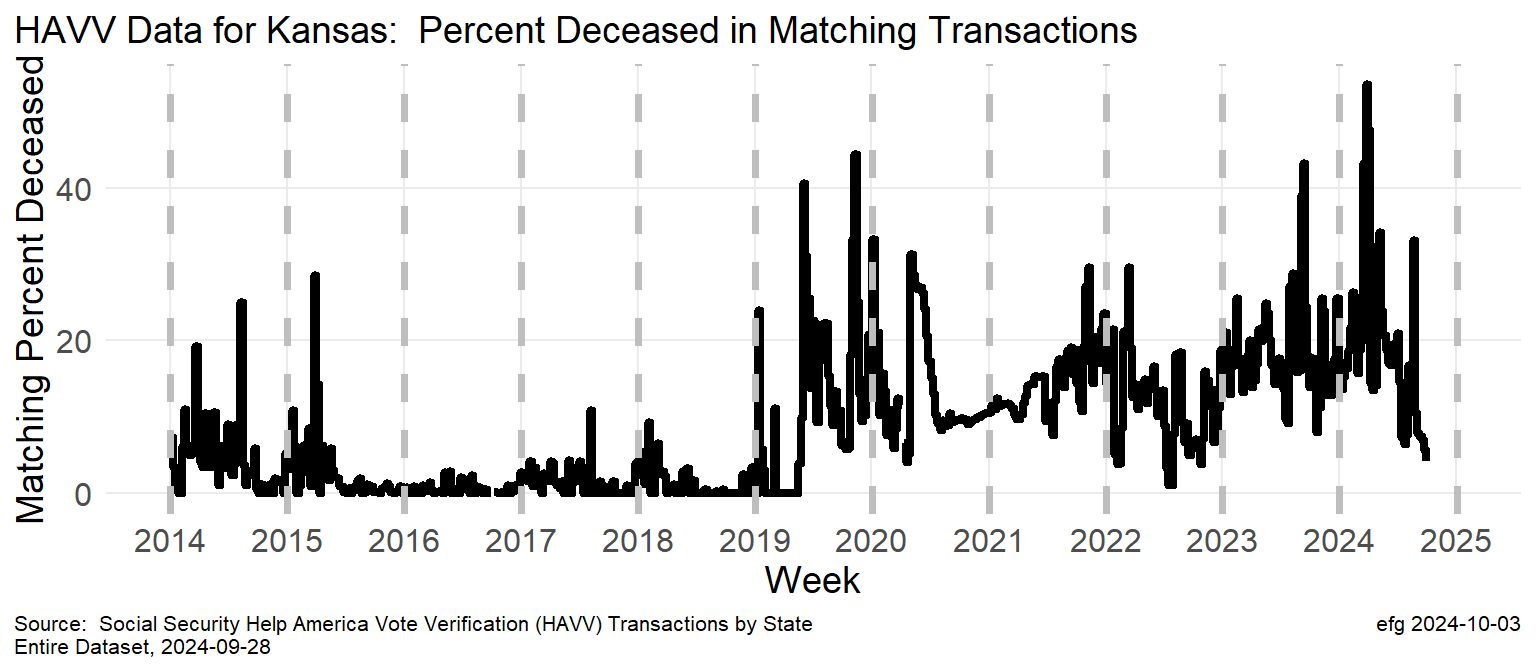 HAVV Data for Kansas:  Percent Deceased in Matching Transactions
Matching Percent Deceased
40
20
0
2014 2015 2016 2017 2018 2019 2020 2021 2022 2023 2024 2025
Week
Source:  Social Security Help America Vote Verification (HAVV) Transactions by State
efg 2024-10-03
Entire Dataset, 2024-09-28